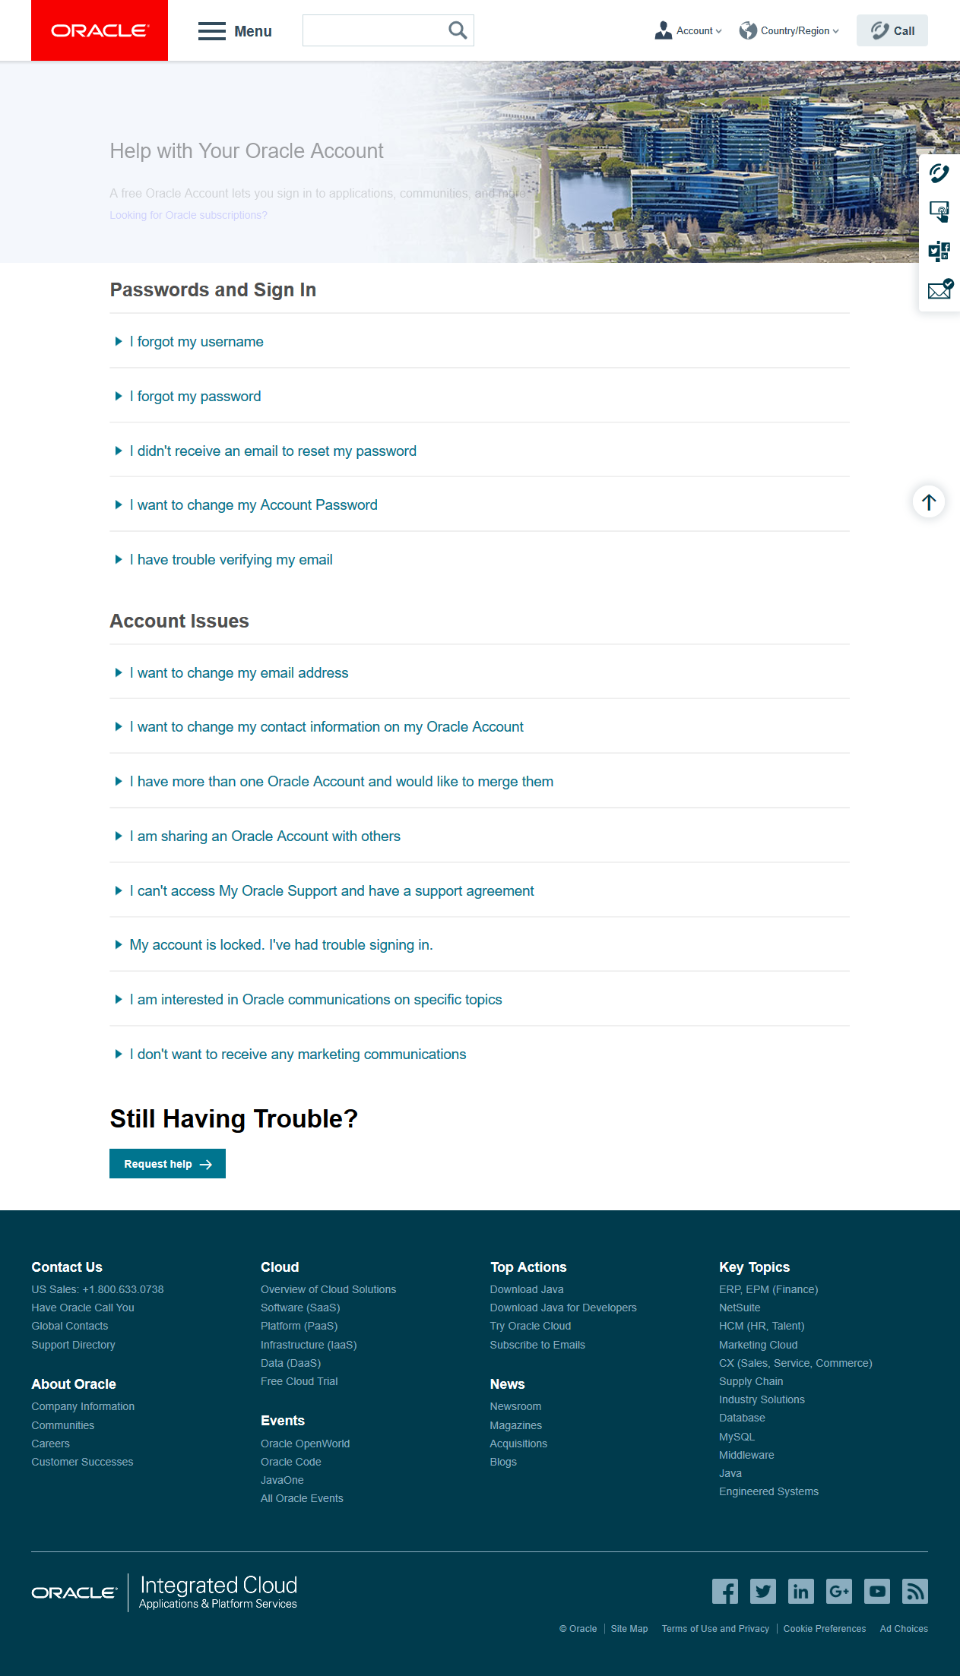 ORACLE
Menu
Account
Country/Region
Call
Help with Your Oracle Account
A free Oracle Account lets you sign in to applications, communities, and more.
Looking for Oracle subscriptions?
Passwords and Sign In
I forgot my username
I forgot my password
I didn't receive an email to reset my password
I want to change my Account Password
I have trouble verifying my email
Account Issues
I want to change my email address
I want to change my contact information on my Oracle Account
I have more than one Oracle Account and would like to merge them
I am sharing an Oracle Account with others
I can't access My Oracle Support and have a support agreement
My account is locked. I've had trouble signing in.
I am interested in Oracle communications on specific topics
I don't want to receive any marketing communications
Still Having Trouble?
Request help
Contact Us
US Sales: +1.800.633.0738
Have Oracle Call You
Global Contacts
Support Directory
About Oracle
Company Information
Communities
Careers
Customer Successes
Cloud
Overview of Cloud Solutions
Software (SaaS)
Platform (PaaS)
Infrastructure (IaaS)
Data (DaaS)
Free Cloud Trial
Events
Oracle OpenWorld
Oracle Code
JavaOne
All Oracle Events
Top Actions
Download Java
Download Java for Developers
Try Oracle Cloud
Subscribe to Emails
News
Newsroom
Magazines
Acquisitions
Blogs
Key Topics
ERP, EPM (Finance)
NetSuite
HCM (HR, Talent)
Marketing Cloud
CX (Sales, Service, Commerce)
Supply Chain
Industry Solutions
Database
MySQL
Middleware
Java
Engineered Systems
ORACLE
Integrated Cloud
Applications & Platform Services
© Oracle | Site Map Terms of Use and Privacy | Cookie Preferences Ad Choices